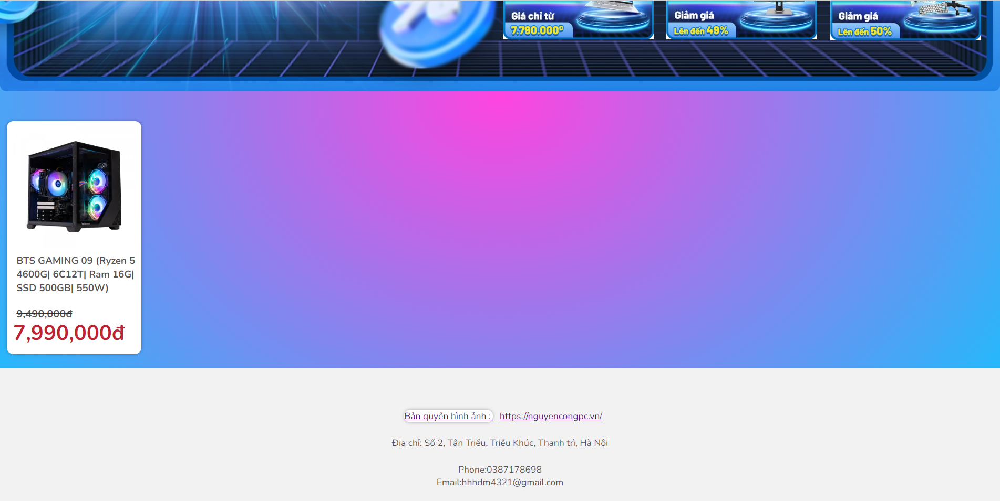 Giá chỉ từ
7.790.000Đ
Giảm giá
Lên đến 49%
Giảm giá
Lên đến 50%
BTS GAMING 09 (Ryzen 5
4600G| 6C12T| Ram 16G|
SSD 500GB| 550W)
9,490,000đ
7,990,000đ
Bản quyền hình ảnh : https://nguyencongpc.vn/
Địa chỉ: Số 2, Tân Triều, Triều Khúc, Thanh trì, Hà Nội
Phone:0387178698
Email:hhhdm4321@gmail.com